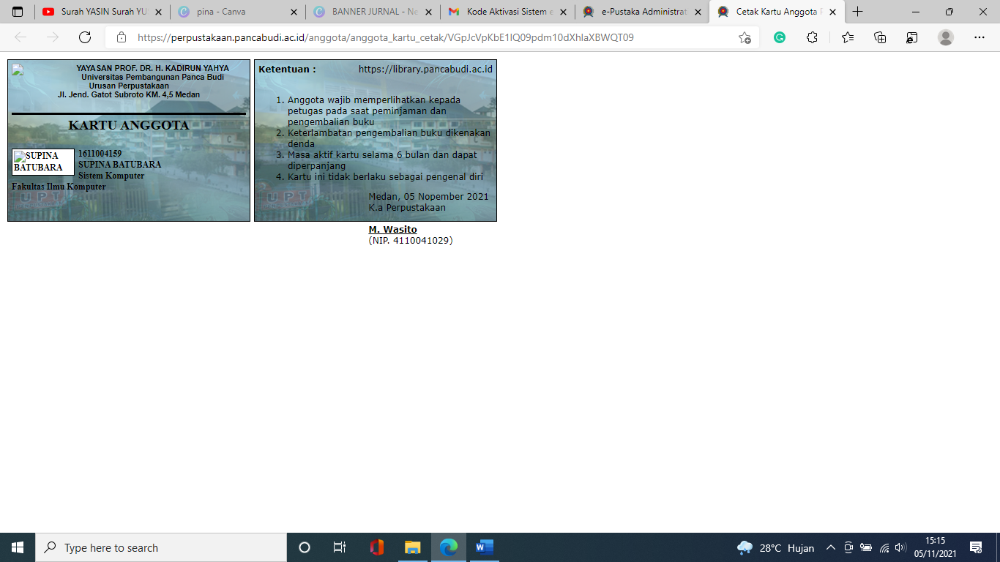 Surah YASIN Surah YU
pina - Canva
BANNER JURNAL - Ne
Kode Aktivasi Sistem e
e-Pustaka Administrat
Cetak Kartu Anggota P
https://perpustakaan.pancabudi.ac.id/anggota/anggota_kartu_cetak/VGpJcVpKbE1lQ09pdm10dXhlaXBWQT09
YAYASAN PROF. DR. H. KADIRUN YAHYA
Universitas Pembangunan Panca Budi
Urusan Perpustakaan
Jl. Jend. Gatot Subroto KM. 4,5 Medan
KARTU ANGGOTA
SUPINA
BATUBARA
1611004159
SUPINA BATUBARA
Sistem Komputer
Fakultas Ilmu Komputer
UPT
Ketentuan : https://library.pancabudi.ac.id
1. Anggota wajib memperlihatkan kepada
petugas pada saat peminjaman dan
pengembalian buku
2. Keterlambatan pengembalian buku dikenakan
denda
3. Masa aktif kartu selama 6 bulan dan dapat
diperpanjang
4. Kartu ini tidak berlaku sebagai pengenal diri
UPT
Medan, 05 Nopember 2021
K.a Perpustakaan
M. Wasito
(NIP. 4110041029)
Type here to search
28°C Hujan
15:15
05/11/2021